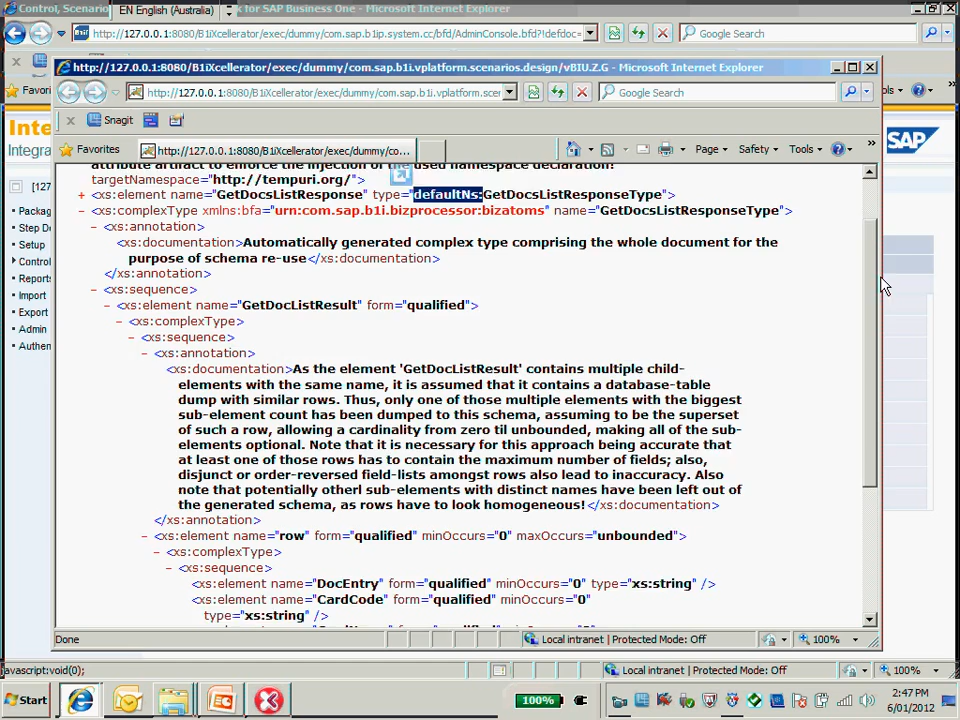 Control, Scenario
EN English (Australia)
k for SAP Business One - Microsoft Internet Explorer
http://127.0.0.1:8080/B1iXcellerator/exec/dummy/com.sap.b1ip.system.cc/bfd/AdminConsole.bfd?!defdoc=
Google Search
http://127.0.0.1:8080/B1iXcellerator/exec/dummy/com.sap.b1i.vplatform.scenarios.design/vBIU.Z.G - Microsoft Internet Explorer
http://127.0.0.1:8080/B1iXcellerator/exec/dummy/com.sap.b1i.vplatform.scer
Google Search
Snagit
Favorites
http://127.0.0.1:8080/B1iXcellerator/exec/dummy/co...
Page
Safety
Tools
Favori
ols
Inte
Integra
SAP
[127
Packag
Step De
Setup
Control
Reports
Import
Export
Admin
Authen
attribute artifact to enforce the injection of the used namespace declaration!
targetNamespace="http://tempuri.org/">
+ <xs:element name="GetDocsListResponse" type="defaultNs:GetDocsListResponseType">
- <xs:complexType xmlns:bfa="urn:com.sap.b1i.bizprocessor:bizatoms" name="GetDocsListResponseType">
- <xs:annotation>
<xs:documentation>Automatically generated complex type comprising the whole document for the
purpose of schema re-use</xs:documentation>
</xs:annotation>
- <xs:sequence>
- <xs:element name="GetDocListResult" form="qualified">
- <xs:complexType>
- <xs:sequence>
- <xs:annotation>
<xs:documentation>As the element 'GetDocListResult' contains multiple child-
elements with the same name, it is assumed that it contains a database-table
dump with similar rows. Thus, only one of those multiple elements with the biggest
sub-element count has been dumped to this schema, assuming to be the superset
of such a row, allowing a cardinality from zero til unbounded, making all of the sub-
elements optional. Note that it is necessary for this approach being accurate that
at least one of those rows has to contain the maximum number of fields; also,
disjunct or order-reversed field-lists amongst rows also lead to inaccuracy. Also
note that potentially otherl sub-elements with distinct names have been left out of
the generated schema, as rows have to look homogeneous!</xs:documentation>
</xs:annotation>
- <xs:element name="row" form="qualified" minOccurs="0" maxOccurs="unbounded">
- <xs:complexType>
- <xs:sequence>
<xs:element name="DocEntry" form="qualified" minOccurs="0" type="xs:string" />
<xs:element name="CardCode" form="qualified" minOccurs="0"
type="xs:string" />
Done
Local intranet | Protected Mode: Off
100%
javascript:void(0);
Local intranet | Protected Mode: Off
100%
Start
100%
2:47 PM
6/01/2012